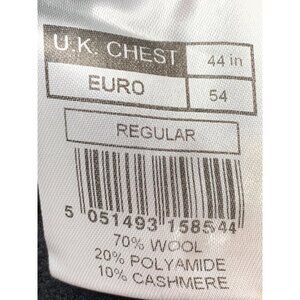 U.K. CHEST 44 in
EURO 54
REGULAR
5 051493 158544
70% WOOL
20% POLYAMIDE
10% CASHMERE